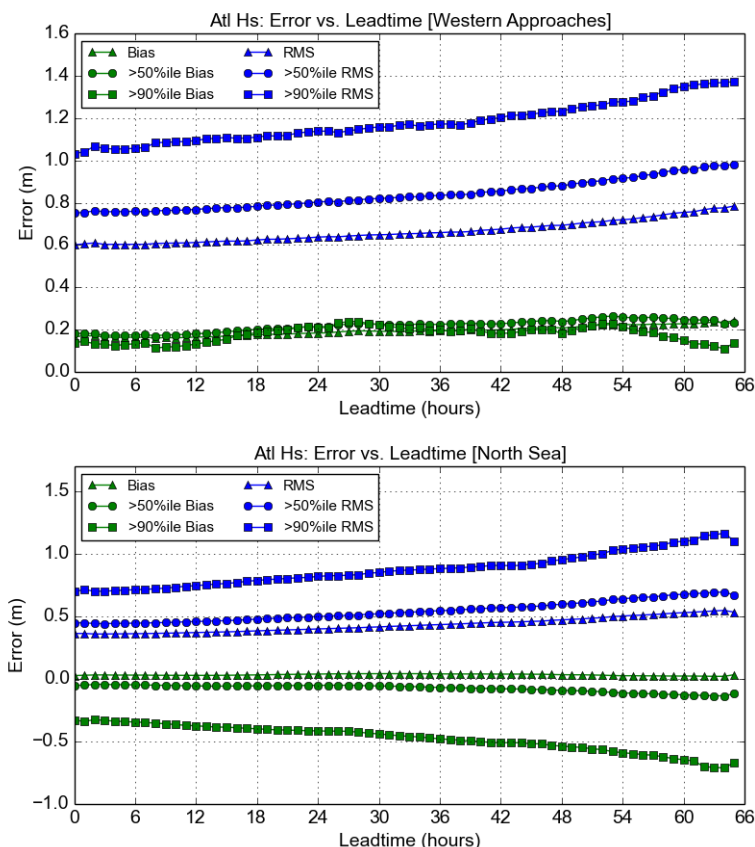 Atl Hs: Error vs. Leadtime [Western Approaches]
1.6
1.4
1.2
1.0
0.8
0.6
0.4
0.2
0.0
Error (m)
Bias
>50%ile Bias
>90%ile Bias
RMS
>50%ile RMS
>90%ile RMS
0 6 12 18 24 30 36 42 48 54 60 66
Leadtime (hours)
Atl Hs: Error vs. Leadtime [North Sea]
1.5
1.0
0.5
0.0
−0.5
−1.0
Error (m)
Bias
>50%ile Bias
>90%ile Bias
RMS
>50%ile RMS
>90%ile RMS
0 6 12 18 24 30 36 42 48 54 60 66
Leadtime (hours)